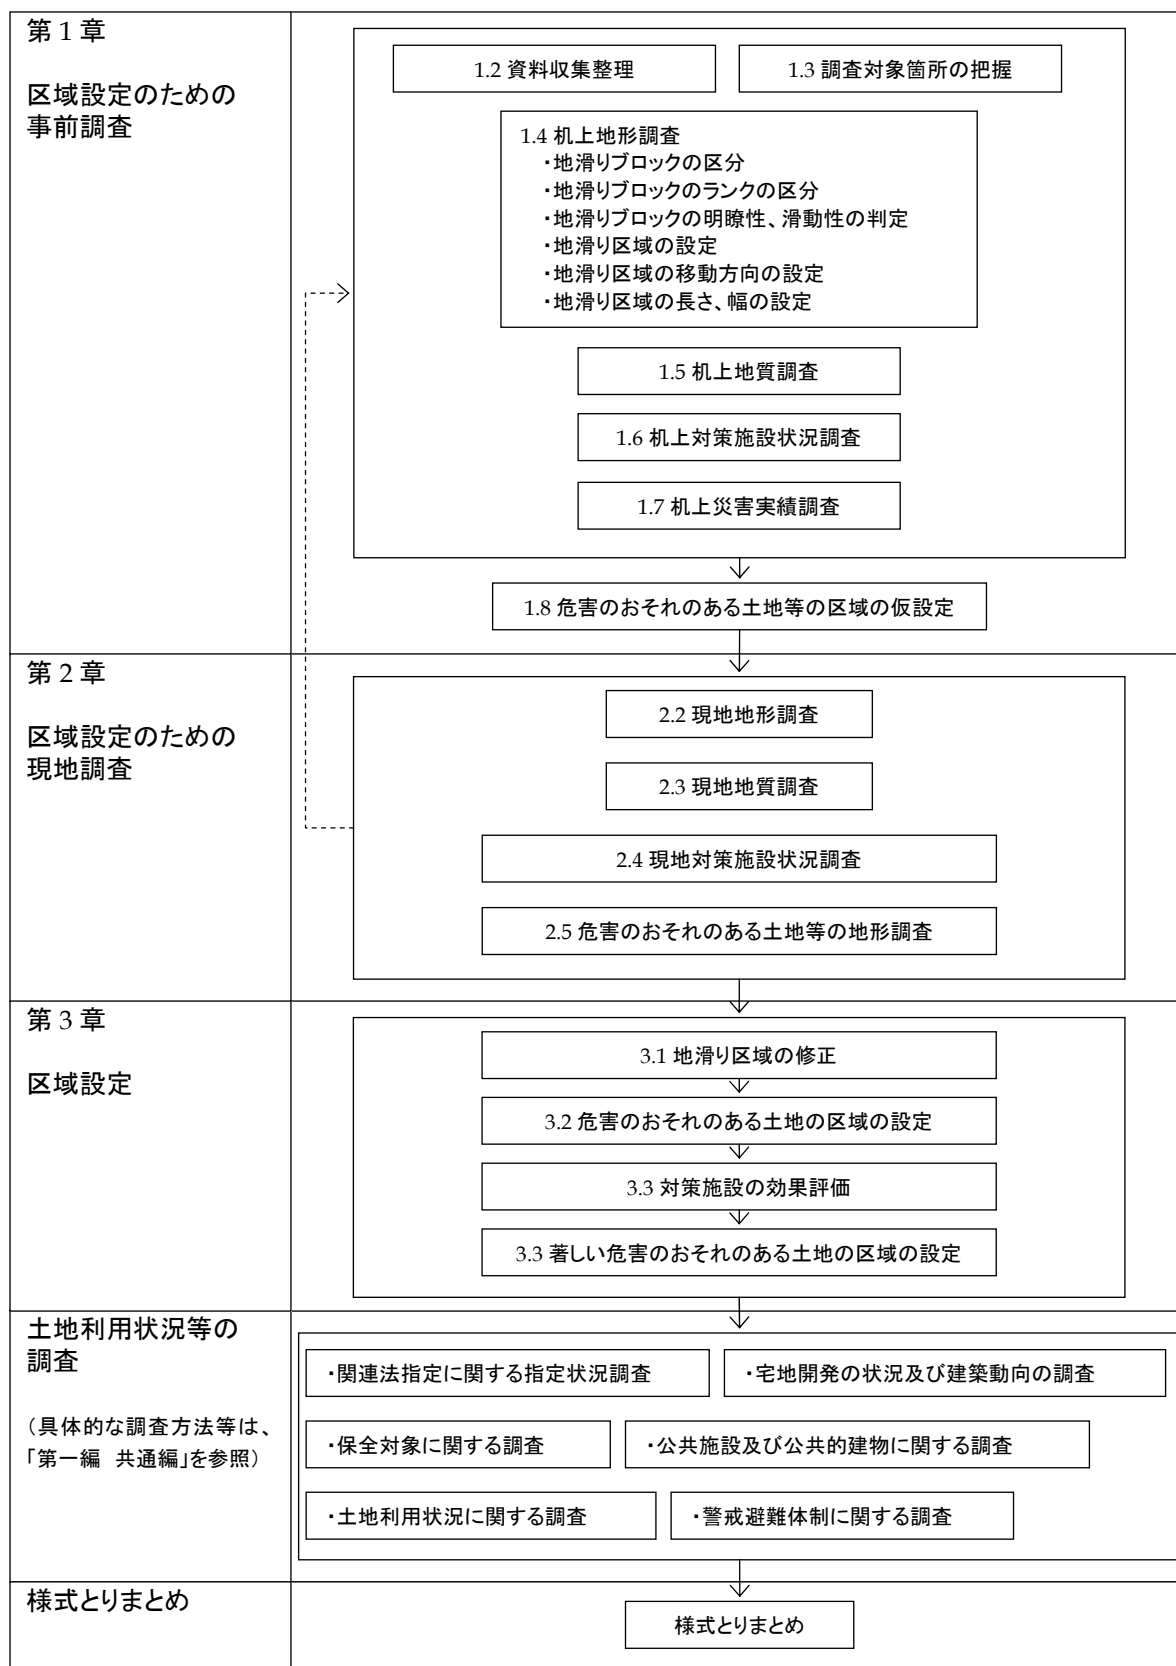 第1章
区域設定のための
事前調査
1.2 資料収集整理
1.3 調査対象箇所の把握
1.4 机上地形調査
・地滑りブロックの区分
・地滑りブロックのランクの区分
・地滑りブロックの明瞭性、滑動性の判定
・地滑り区域の設定
・地滑り区域の移動方向の設定
・地滑り区域の長さ、幅の設定
1.5 机上地質調査
1.6 机上対策施設状況調査
1.7 机上災害実績調査
1.8 危害のおそれのある土地等の区域の仮設定
第2章
区域設定のための
現地調査
2.2 現地地形調査
2.3 現地地質調査
2.4 現地対策施設状況調査
2.5 危害のおそれのある土地等の地形調査
第3章
区域設定
3.1 地滑り区域の修正
3.2 危害のおそれのある土地の区域の設定
3.3 対策施設の効果評価
3.3 著しい危害のおそれのある土地の区域の設定
土地利用状況等の
調査
（具体的な調査方法等は、
「第一編　共通編」を参照）
・関連法指定に関する指定状況調査
・宅地開発の状況及び建築動向の調査
・保全対象に関する調査
・公共施設及び公共的建物に関する調査
・土地利用状況に関する調査
・警戒避難体制に関する調査
様式とりまとめ
様式とりまとめ